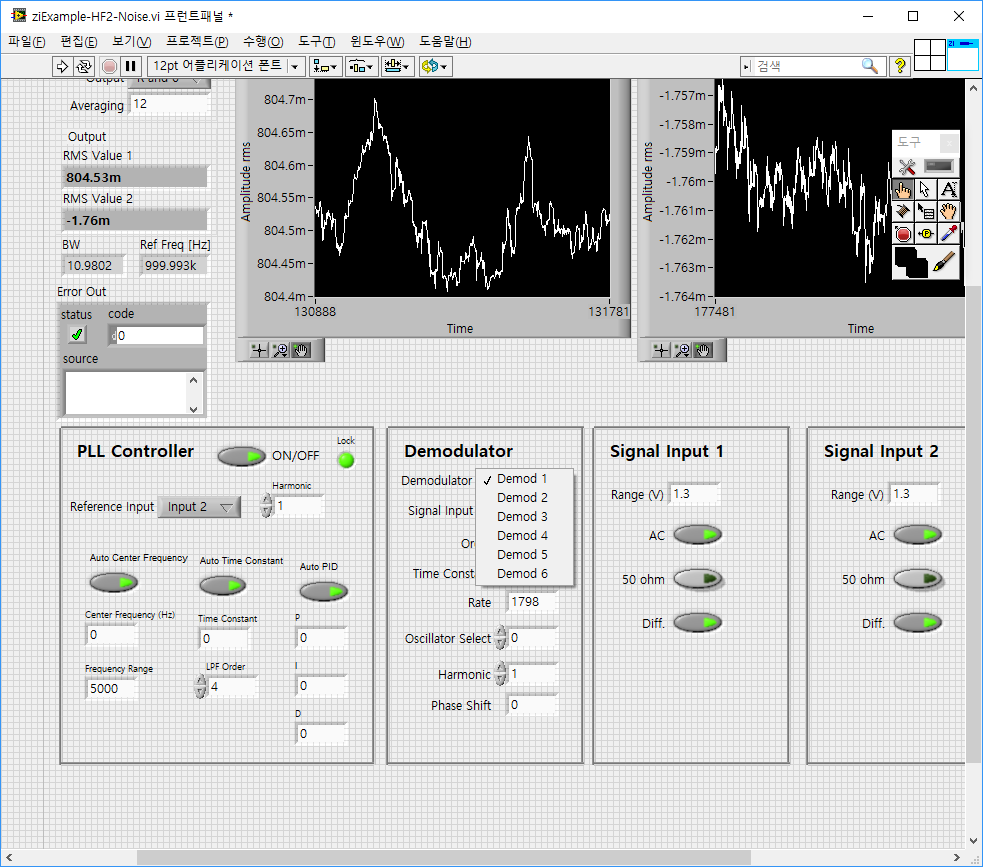 ziExample-HF2-Noise.vi 프런트패널 *
파일(F) 편집(E) 보기(V) 프로젝트(P) 수행(O) 도구(T) 윈도우(W) 도움말(H)
12pt 어플리케이션 폰트
검색
?
Output R and θ
Averaging 12
Output
RMS Value 1
804.53m
RMS Value 2
-1.76m
BW Ref Freq [Hz]
10.9802 999.993k
Error Out
status code
0
source
Amplitude rms
804.7m
804.65m
804.6m
804.55m
804.5m
804.45m
804.4m
130888 131781
Time
Amplitude rms
-1.757m
-1.758m
-1.759m
-1.76m
-1.761m
-1.762m
-1.763m
-1.764m
177481
Time
도구
PLL Controller
ON/OFF
Lock
Reference Input Input 2
Harmonic
1
Auto Center Frequency Auto Time Constant Auto PID
Center Frequency (Hz) Time Constant P
0 0 0
Frequency Range LPF Order I
5000 4 0
D
0
Demodulator
Demodulator
Demod 1
Demod 2
Demod 3
Demod 4
Demod 5
Demod 6
Signal Input
Or
Time Consta
Rate 1798
Oscillator Select 0
Harmonic 1
Phase Shift 0
Signal Input 1
Range (V) 1.3
AC
50 ohm
Diff.
Signal Input 2
Range (V) 1.3
AC
50 ohm
Diff.